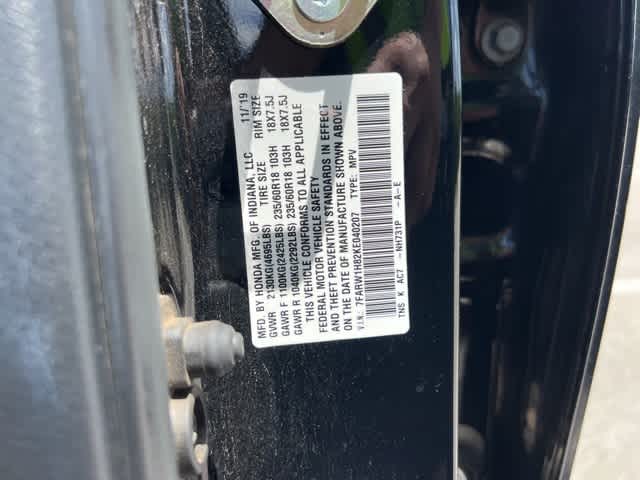 MFD. BY HONDA MFG. OF INDIANA, LLC 11/'19
GVWR 2130KG(4695LBS) TIRE SIZE RIM SIZE
GAWR F 1100KG(2425LBS) 235/60R18 103H 18X7.5J
GAWR R 1040KG(2292LBS) 235/60R18 103H 18X7.5J
THIS VEHICLE CONFORMS TO ALL APPLICABLE
FEDERAL MOTOR VEHICLE SAFETY
AND THEFT PREVENTION STANDARDS IN EFFECT
ON THE DATE OF MANUFACTURE SHOWN ABOVE.
V.I.N.: 7FARW1H82KE040207 TYPE: MPV
TNS K AC7 -NH731P -A-E